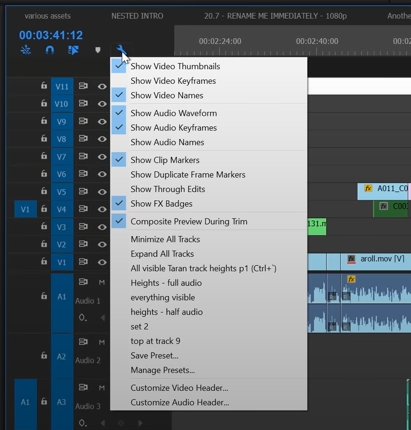 various assets NESTED INTRO 20.7 - RENAME IMMEDIATELY - 1080p Anothe
00:03:41:12
00:02:24:00 00:02:40:00 00:02
Show Video Thumbnails
Show Video Keyframes
Show Video Names
Show Audio Waveform
Show Audio Keyframes
Show Audio Names
Show Clip Markers
Show Duplicate Frame Markers
Show Through Edits
Show FX Badges
Composite Preview During Trim
Minimize All Tracks
Expand All Tracks
All visible Taran track heights p1 (Ctrl+`)
Heights - full audio
everything visible
heights - half audio
set 2
top at track 9
Save Preset...
Manage Presets...
Customize Video Header...
Customize Audio Header...
V11
V10
V9
V8
V7
V6
V5 fx A011_C0
V1 V4 fx C00
V3 131.m
V2
V1 aroll.mov [V]
A1 M fx
Audio 1
A2 M
Audio 2
A1 A3 M
Audio 3